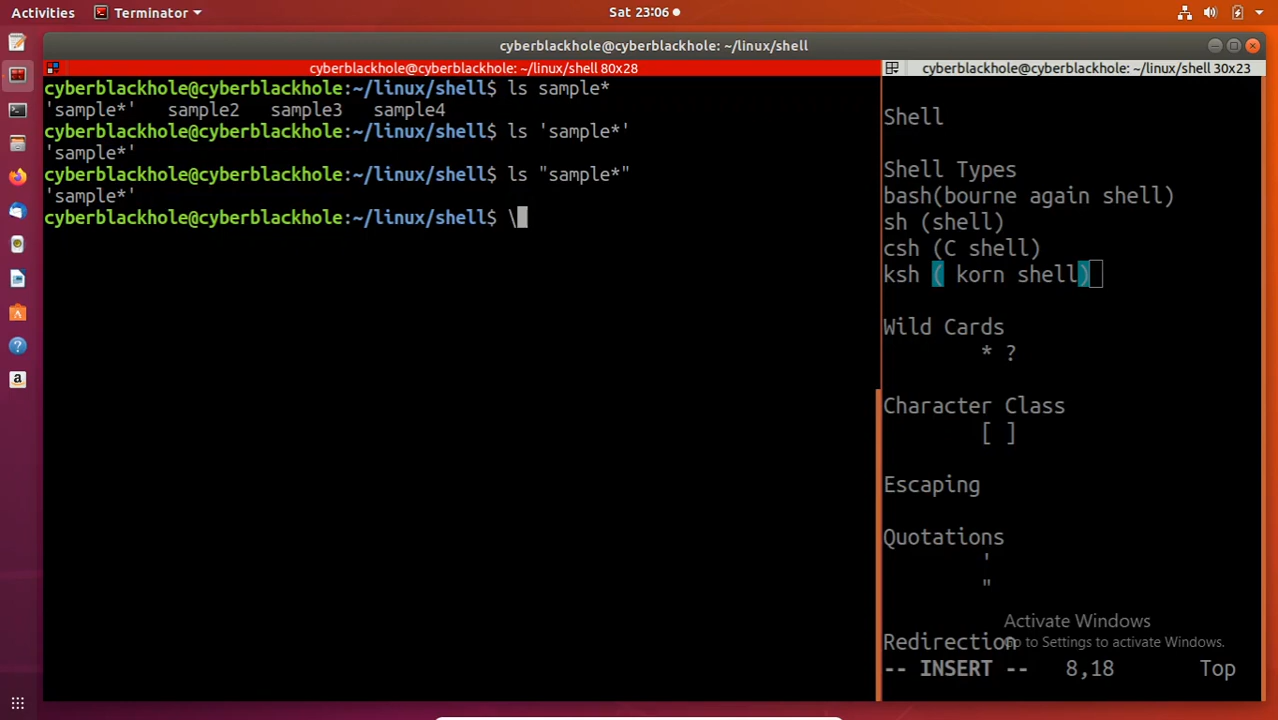 Activities Terminator Sat 23:06
cyberblackhole@cyberblackhole: ~/linux/shell
cyberblackhole@cyberblackhole: ~/linux/shell 80x28
cyberblackhole@cyberblackhole:~/linux/shell$ ls sample*
'sample*' sample2 sample3 sample4
cyberblackhole@cyberblackhole:~/linux/shell$ ls 'sample*'
'sample*'
cyberblackhole@cyberblackhole:~/linux/shell$ ls "sample*"
'sample*'
cyberblackhole@cyberblackhole:~/linux/shell$ \
cyberblackhole@cyberblackhole: ~/linux/shell 30x23
Shell
Shell Types
bash(bourne again shell)
sh (shell)
csh (C shell)
ksh ( korn shell)
Wild Cards
* ?
Character Class
[ ]
Escaping
Quotations
'
"
Redirection
-- INSERT -- 8,18 Top
Activate Windows
Go to Settings to activate Windows.